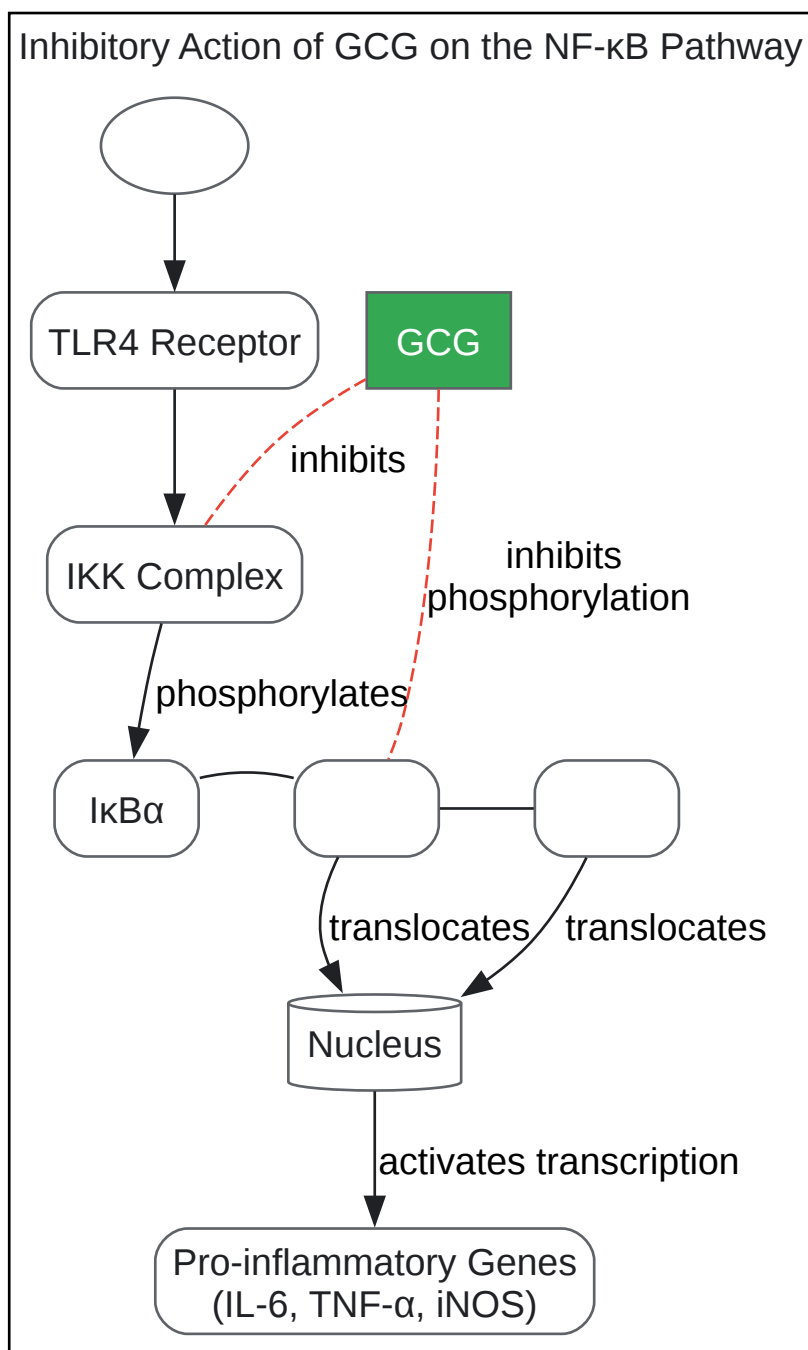 Inhibitory Action of GCG on the NF-κB Pathway
TLR4 Receptor
GCG
inhibits
IKK Complex
inhibits
phosphorylation
phosphorylates
IκBα
translocates
translocates
Nucleus
activates transcription
Pro-inflammatory Genes
(IL-6, TNF-α, iNOS)